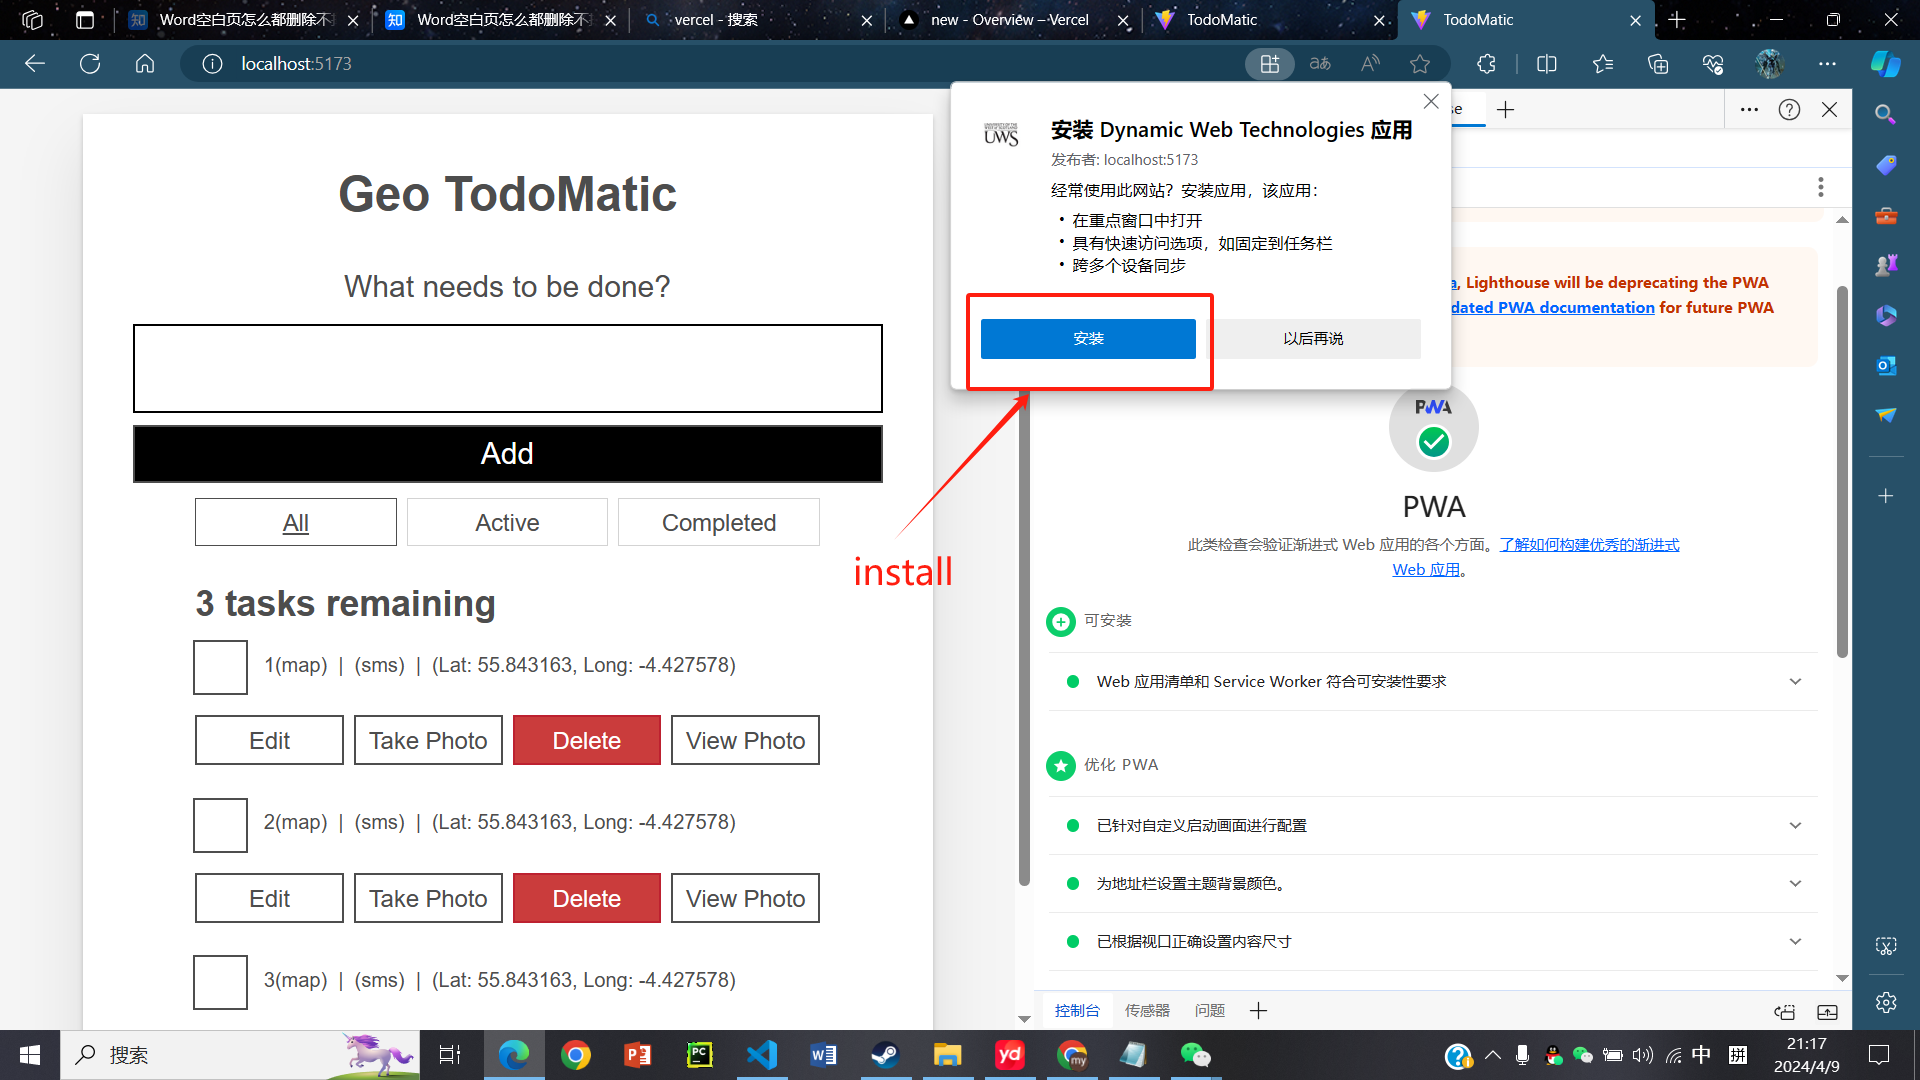 Word空白页怎么都删除不掉
Word空白页怎么都删除不掉
vercel - 搜索
new - Overview – Vercel
TodoMatic
TodoMatic
localhost:5173
Geo TodoMatic
What needs to be done?
Add
All
Active
Completed
3 tasks remaining
1(map) | (sms) | (Lat: 55.843163, Long: -4.427578)
Edit
Take Photo
Delete
View Photo
2(map) | (sms) | (Lat: 55.843163, Long: -4.427578)
Edit
Take Photo
Delete
View Photo
3(map) | (sms) | (Lat: 55.843163, Long: -4.427578)
UWS
安装 Dynamic Web Technologies 应用
发布者: localhost:5173
经常使用此网站？安装应用，该应用：
• 在重点窗口中打开
• 具有快速访问选项，如固定到任务栏
• 跨多个设备同步
安装
以后再说
install
a, Lighthouse will be deprecating the PWA
dated PWA documentation for future PWA
PWA
PWA
此类检查会验证渐进式 Web 应用的各个方面。了解如何构建优秀的渐进式
Web 应用。
可安装
Web 应用清单和 Service Worker 符合可安装性要求
优化 PWA
已针对自定义启动画面进行配置
为地址栏设置主题背景颜色。
已根据视口正确设置内容尺寸
控制台
传感器
问题
搜索
中
拼
21:17
2024/4/9